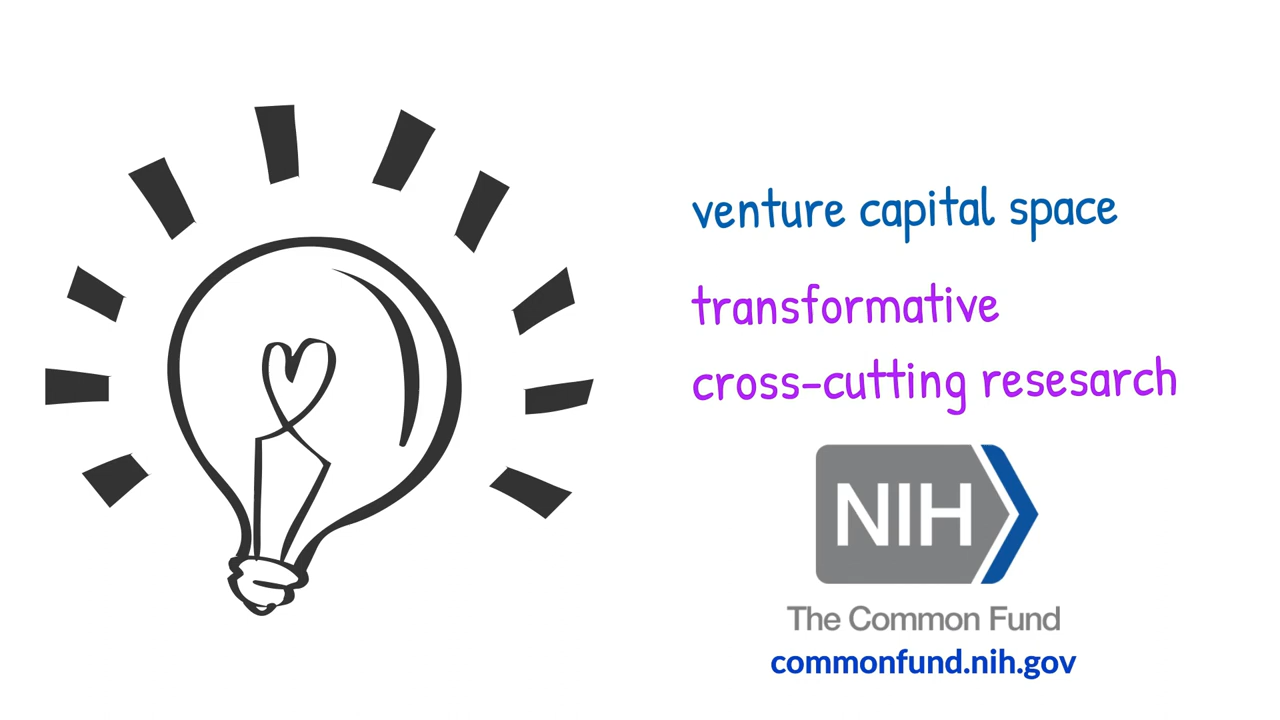 venture capital space
transformative
cross-cutting resesarch
NIH
The Common Fund
commonfund.nih.gov